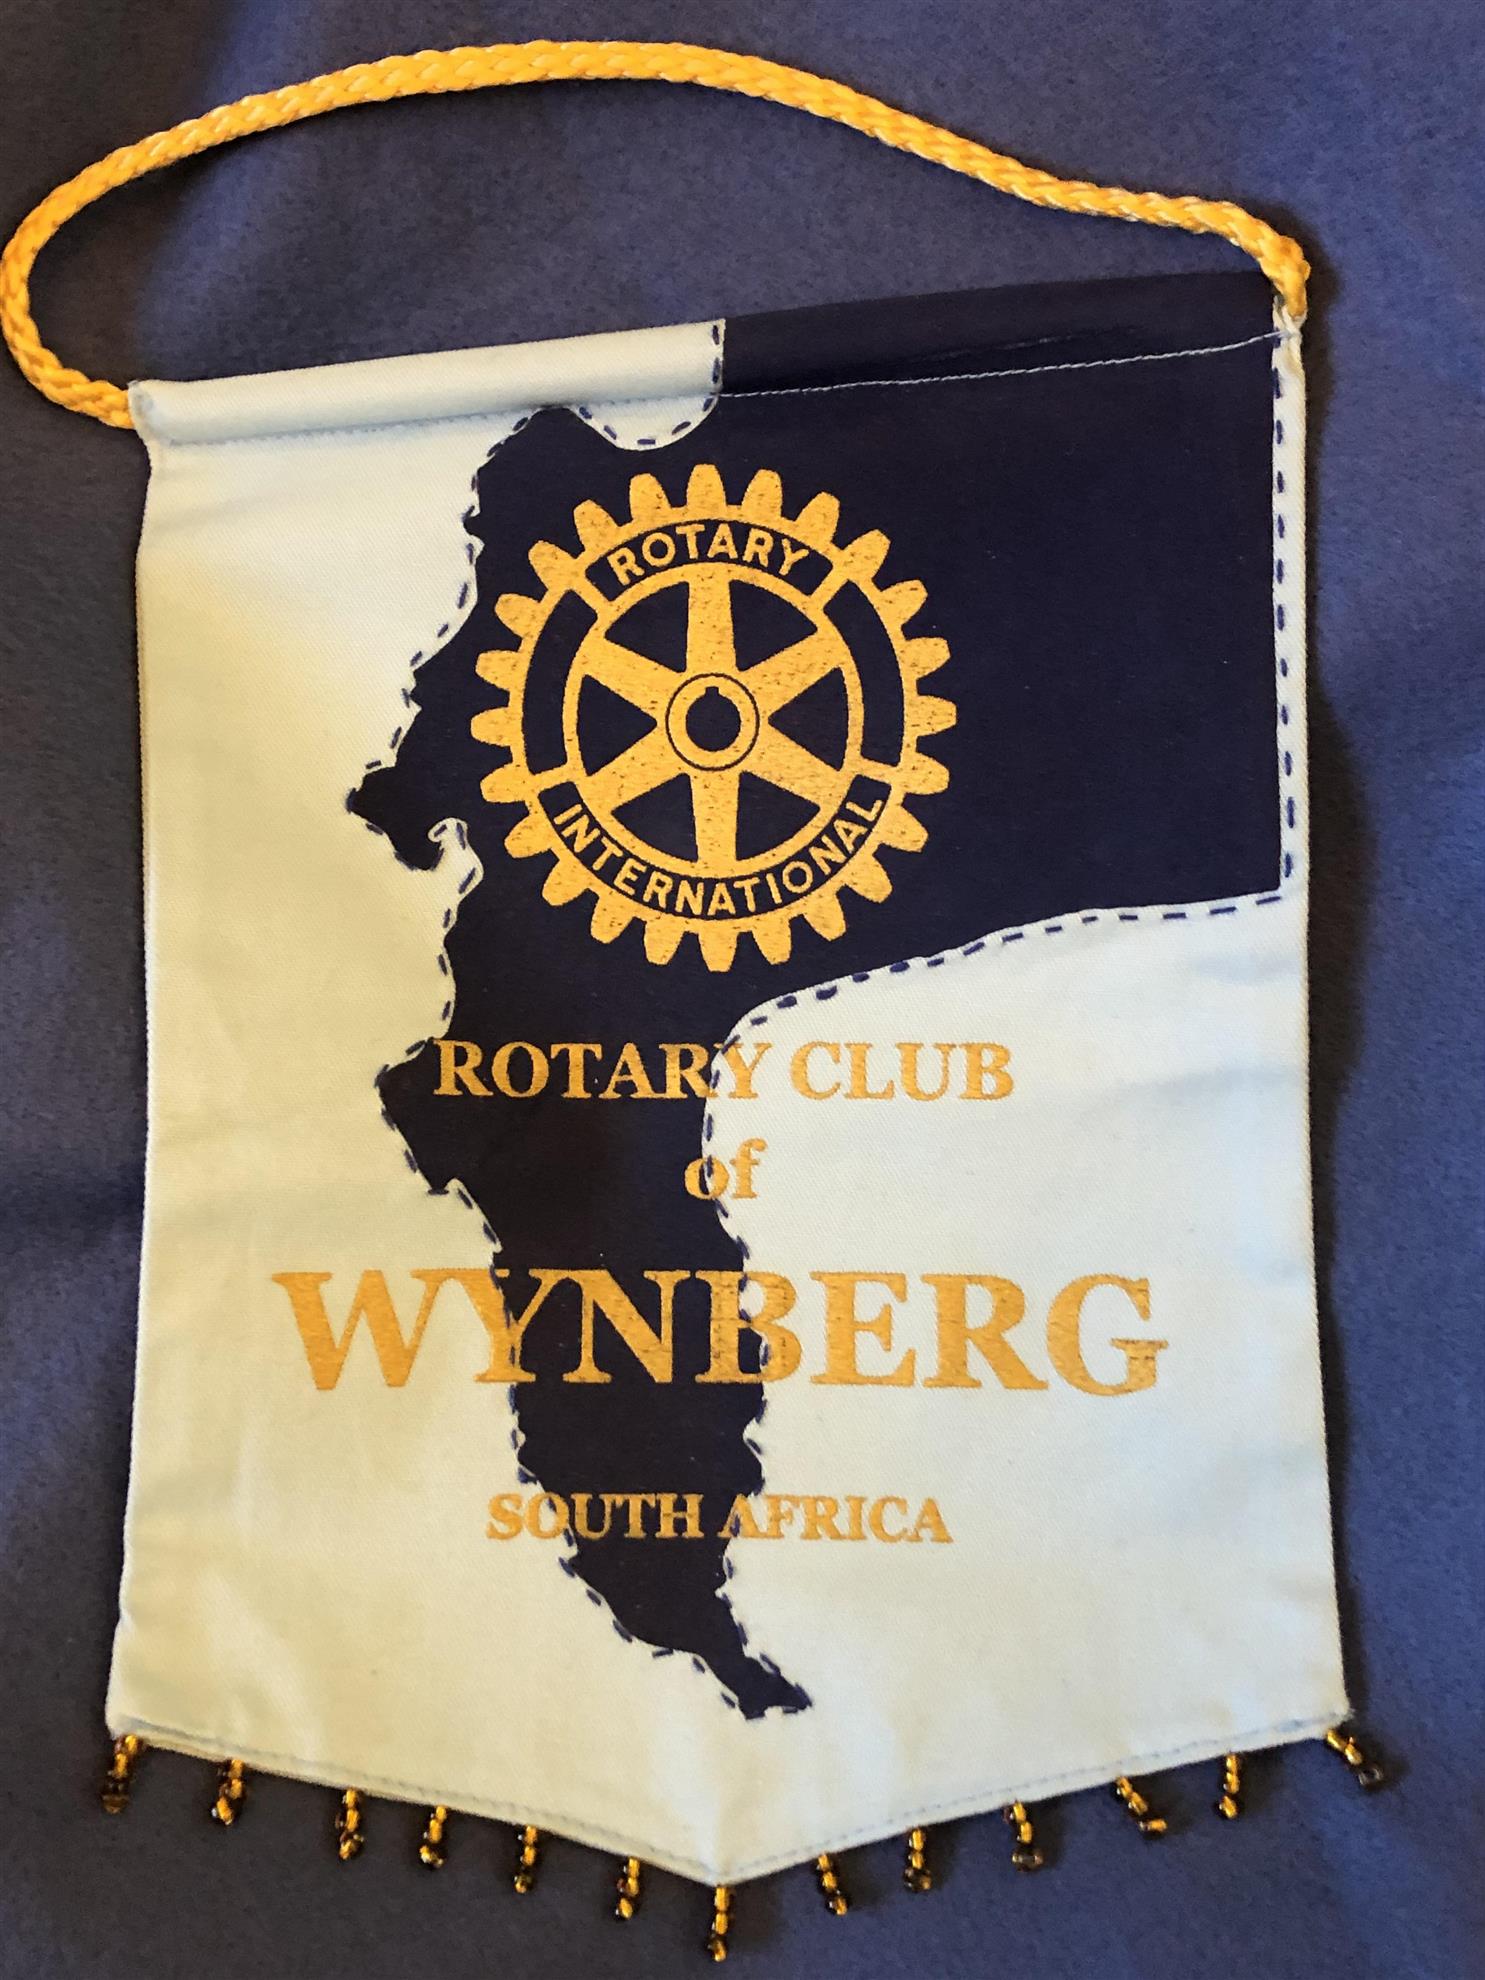 ROTARY
INTERNATIONAL
ROTARY CLUB
of
WYNBERG
SOUTH AFRICA